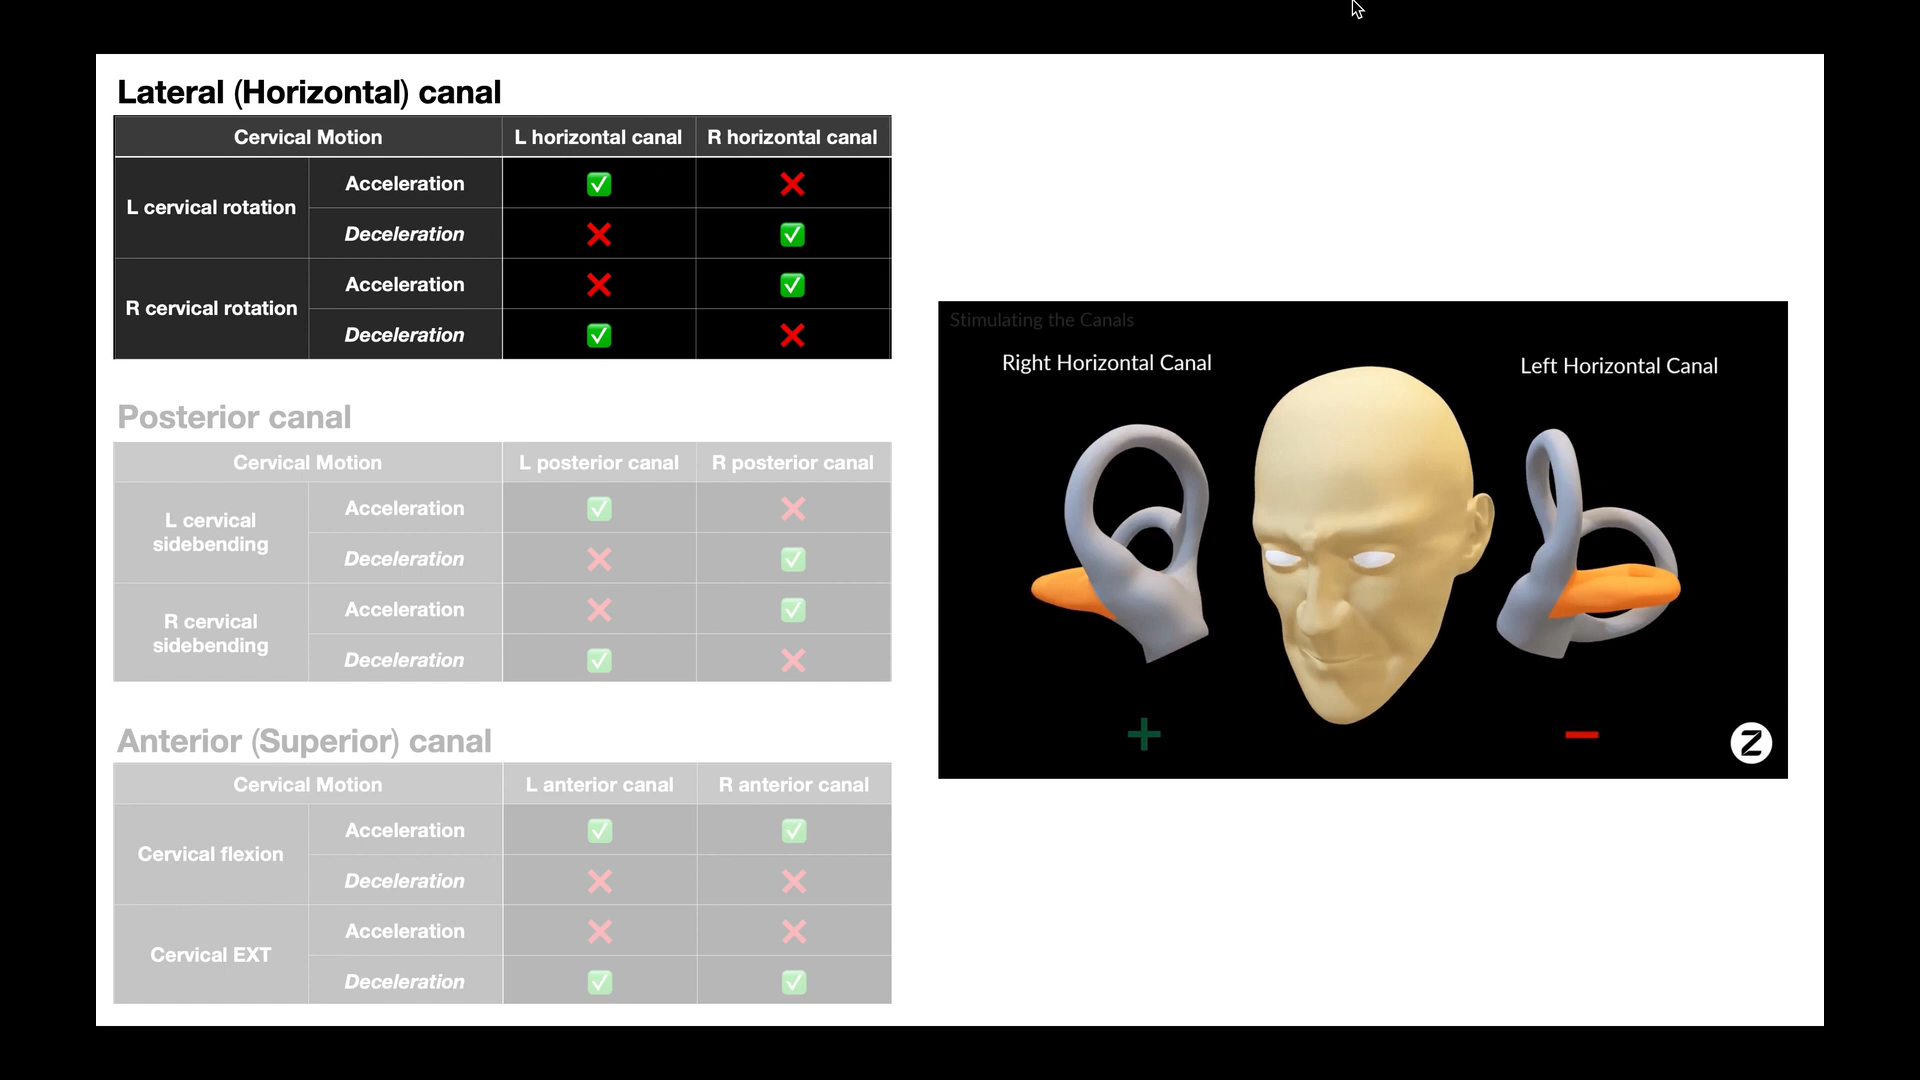 Lateral (Horizontal) canal
Cervical Motion L horizontal canal R horizontal canal
L cervical rotation Acceleration ✅ ❌
Deceleration ❌ ✅
R cervical rotation Acceleration ❌ ✅
Deceleration ✅ ❌
Posterior canal
Cervical Motion L posterior canal R posterior canal
L cervical
sidebending
Acceleration ✅ ❌
Deceleration ❌ ✅
R cervical
sidebending
Acceleration ❌ ✅
Deceleration ✅ ❌
Anterior (Superior) canal
Cervical Motion L anterior canal R anterior canal
Cervical flexion Acceleration ✅ ✅
Deceleration ❌ ❌
Cervical EXT Acceleration ❌ ❌
Deceleration ✅ ✅
Stimulating the Canals
Right Horizontal Canal
Left Horizontal Canal
+
−
Z